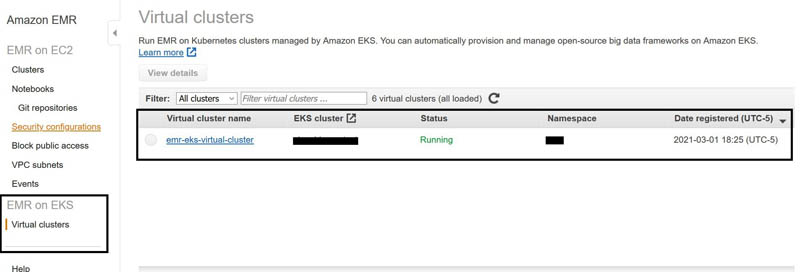 Amazon EMR
EMR on EC2
Clusters
Notebooks
Git repositories
Security configurations
Block public access
VPC subnets
Events
EMR on EKS
Virtual clusters
Help
Virtual clusters
Run EMR on Kubernetes clusters managed by Amazon EKS. You can automatically provision and manage open-source big data frameworks on Amazon EKS.
Learn more
View details
Filter: All clusters Filter virtual clusters ... 6 virtual clusters (all loaded)
Virtual cluster name EKS cluster Status Namespace Date registered (UTC-5)
emr-eks-virtual-cluster Running 2021-03-01 18:25 (UTC-5)